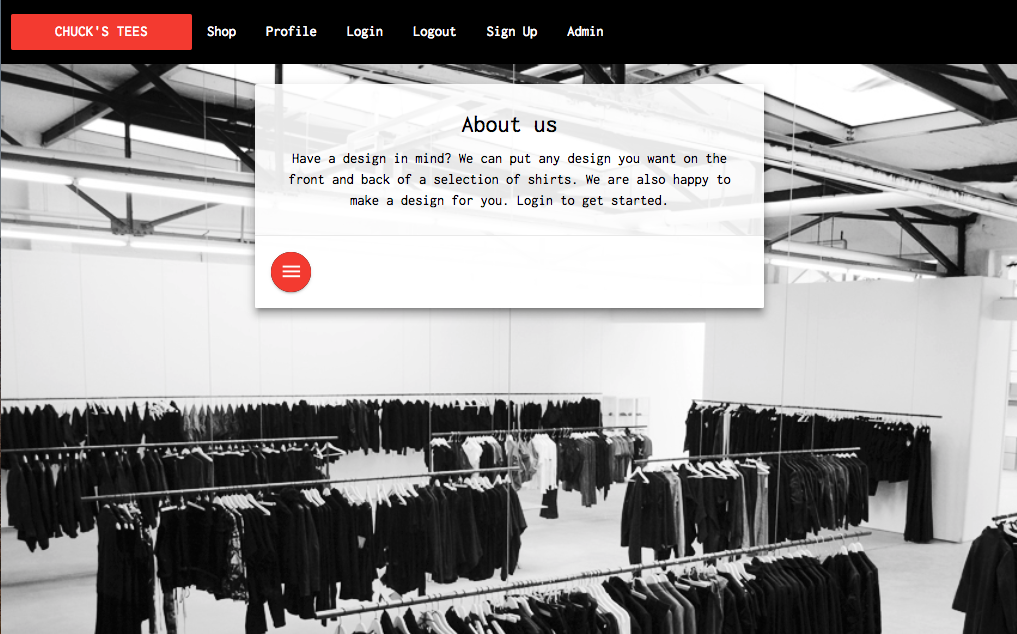 CHUCK'S TEES Shop Profile Login Logout Sign Up Admin
About us
Have a design in mind? We can put any design you want on the
front and back of a selection of shirts. We are also happy to
make a design for you. Login to get started.